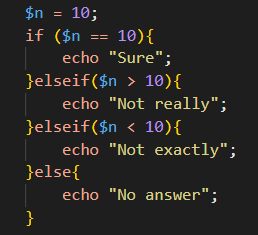 $n = 10;
if ($n == 10){
    echo "Sure";
}elseif($n > 10){
    echo "Not really";
}elseif($n < 10){
    echo "Not exactly";
}else{
    echo "No answer";
}